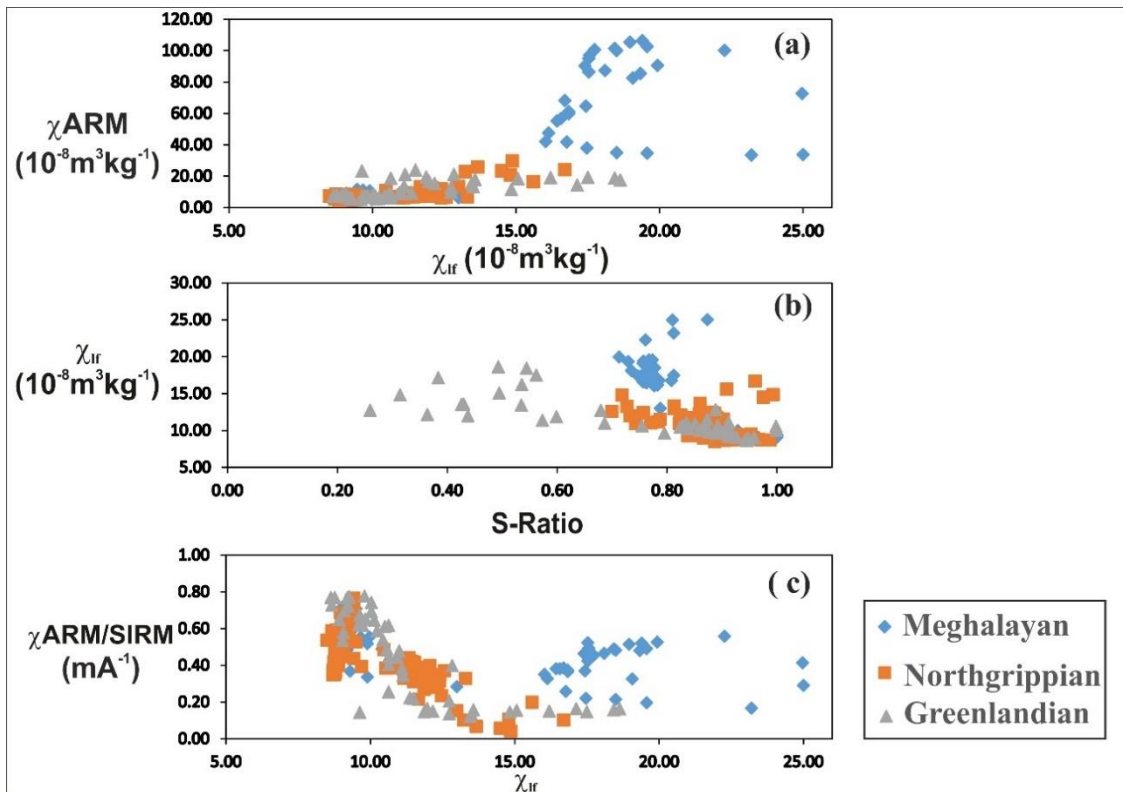 120.00
(a)
100.00
80.00
χARM
(10⁻⁸m³kg⁻¹)
60.00
40.00
20.00
0.00
5.00 10.00 15.00 20.00 25.00
χlf (10⁻⁸m³kg⁻¹)
30.00
(b)
25.00
χlf
(10⁻⁸m³kg⁻¹)
20.00
15.00
10.00
5.00
0.00 0.20 0.40 0.60 0.80 1.00
S-Ratio
1.00
( c)
0.80
χARM/SIRM
(mA⁻¹)
0.60
0.40
0.20
0.00
5.00 10.00 15.00 20.00 25.00
χlf
Meghalayan
Northgrippian
Greenlandian